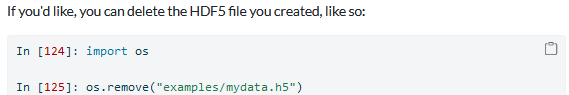 If you'd like, you can delete the HDF5 file you created, like so:
In [124]: import os
In [125]: os.remove("examples/mydata.h5")